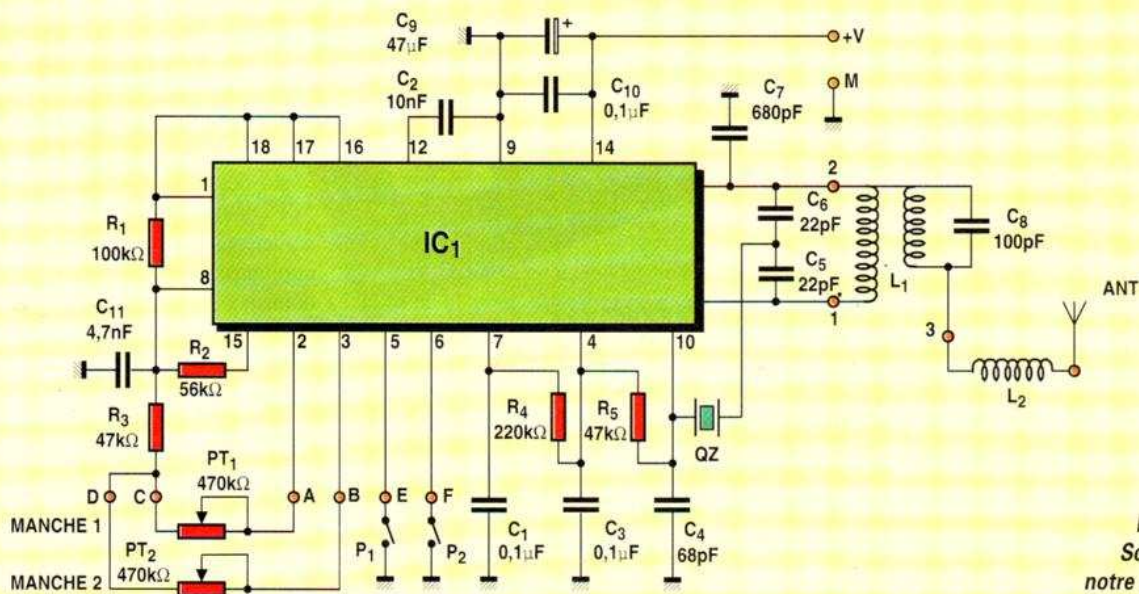 C9
47µF
+
+V
C2
10nF
C10
0,1µF
M
C7
680pF
18
17
16
12
9
14
1
2
R1
100kΩ
IC1
C6
22pF
C8
100pF
8
C5
22pF
L1
C11
4,7nF
1
ANT
R2
56kΩ
15
2
3
5
6
7
4
10
3
R3
47kΩ
R4
220kΩ
R5
47kΩ
L2
QZ
PT1
470kΩ
D
C
A
B
E
F
MANCHE 1
P1
P2
C1
0,1µF
C3
0,1µF
C4
68pF
PT2
470kΩ
MANCHE 2
notre